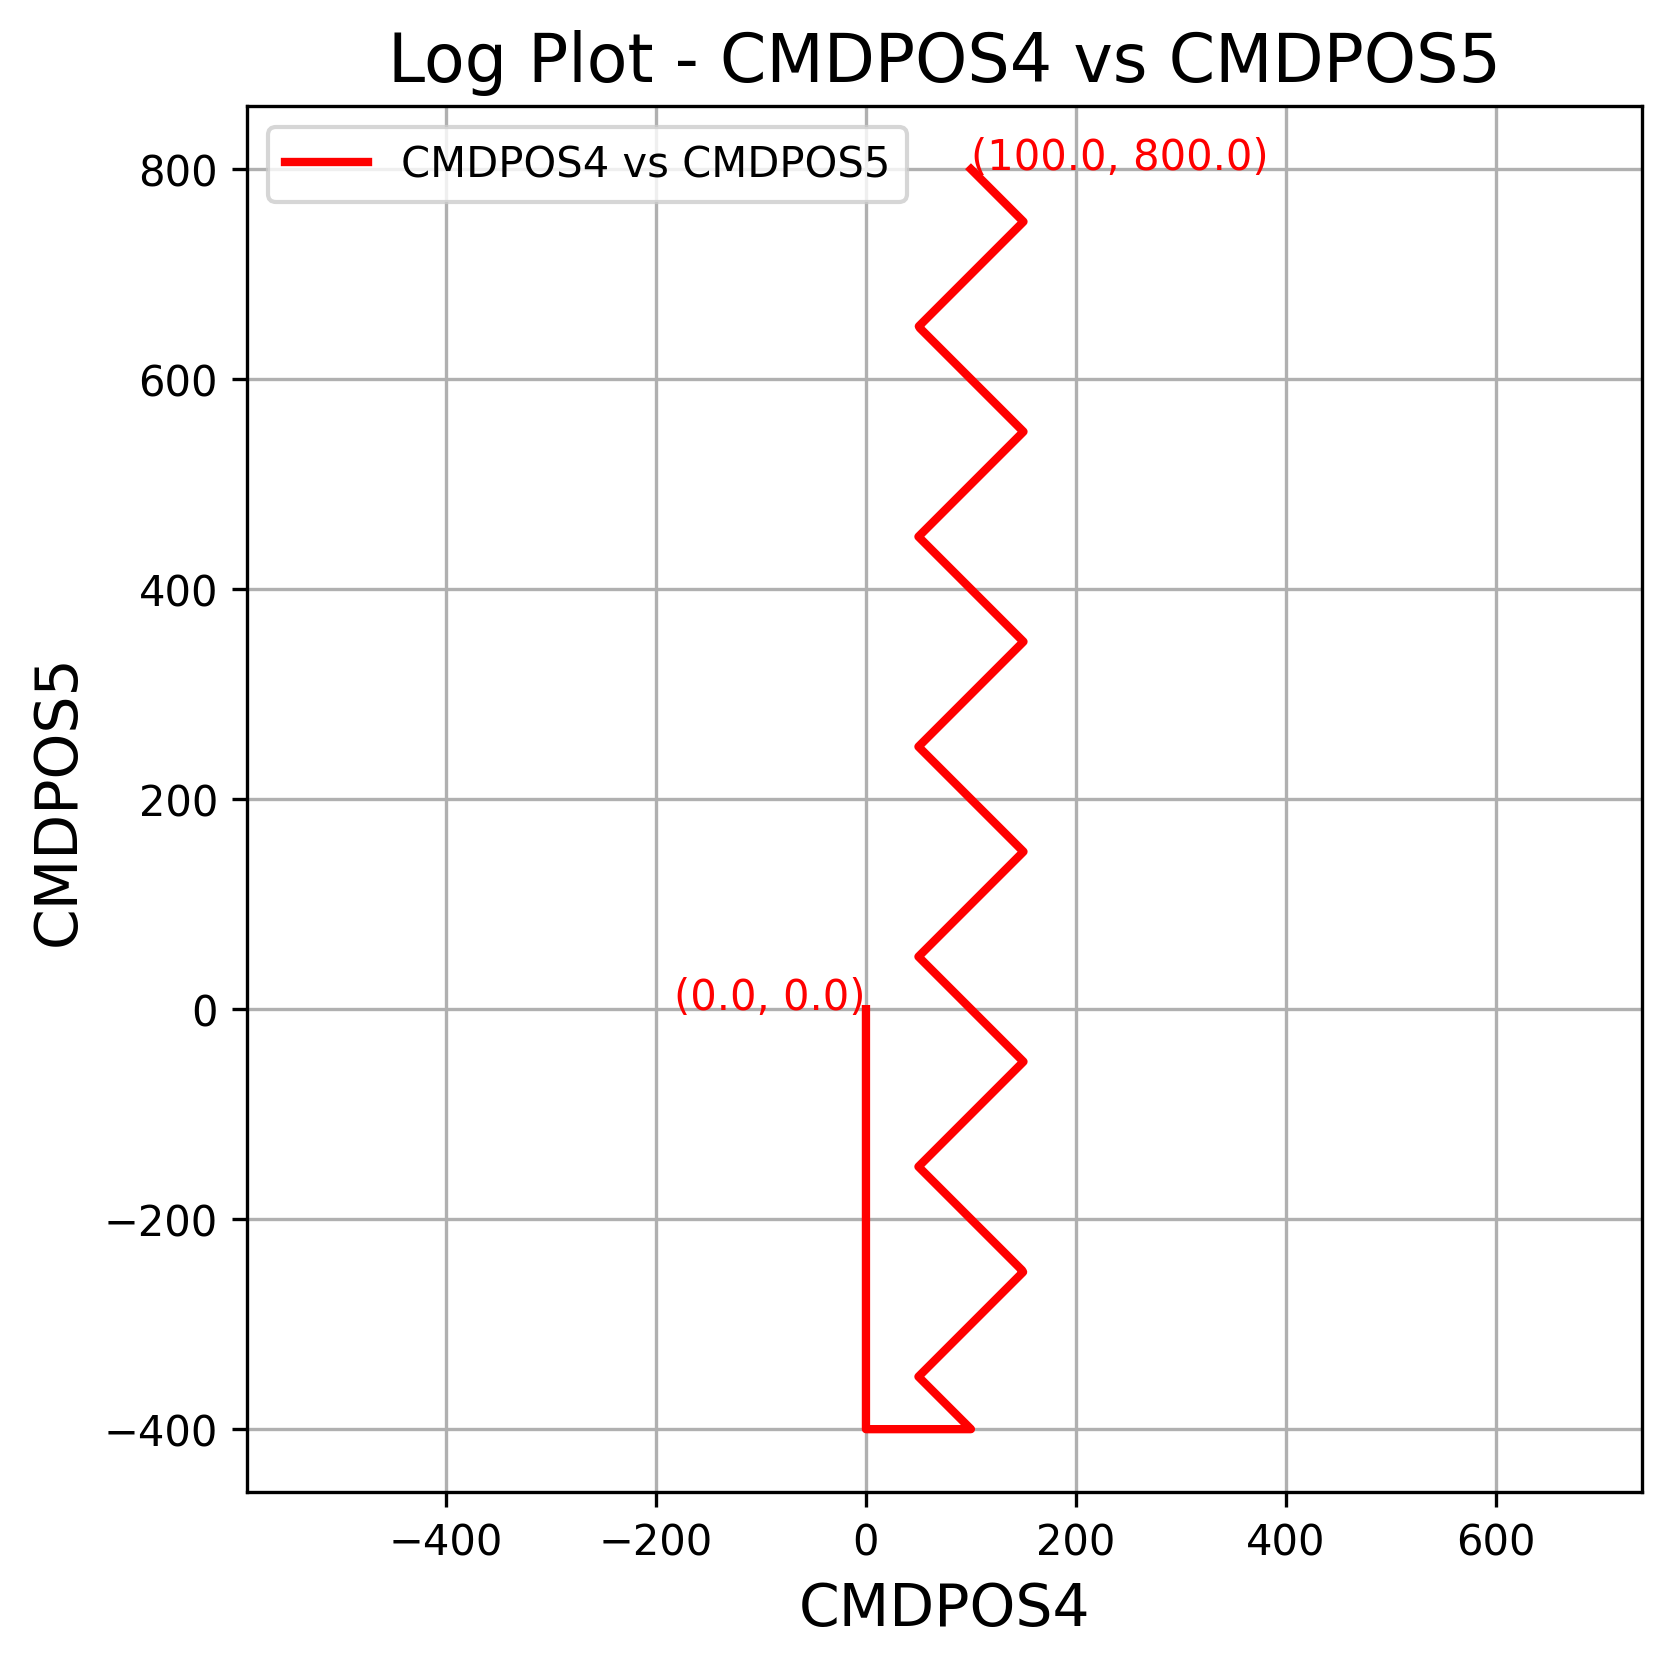 Log Plot - CMDPOS4 vs CMDPOS5
CMDPOS4 vs CMDPOS5
(100.0, 800.0)
800
600
400
200
(0.0, 0.0)
0
−200
−400
CMDPOS5
−400 −200 0 200 400 600
CMDPOS4